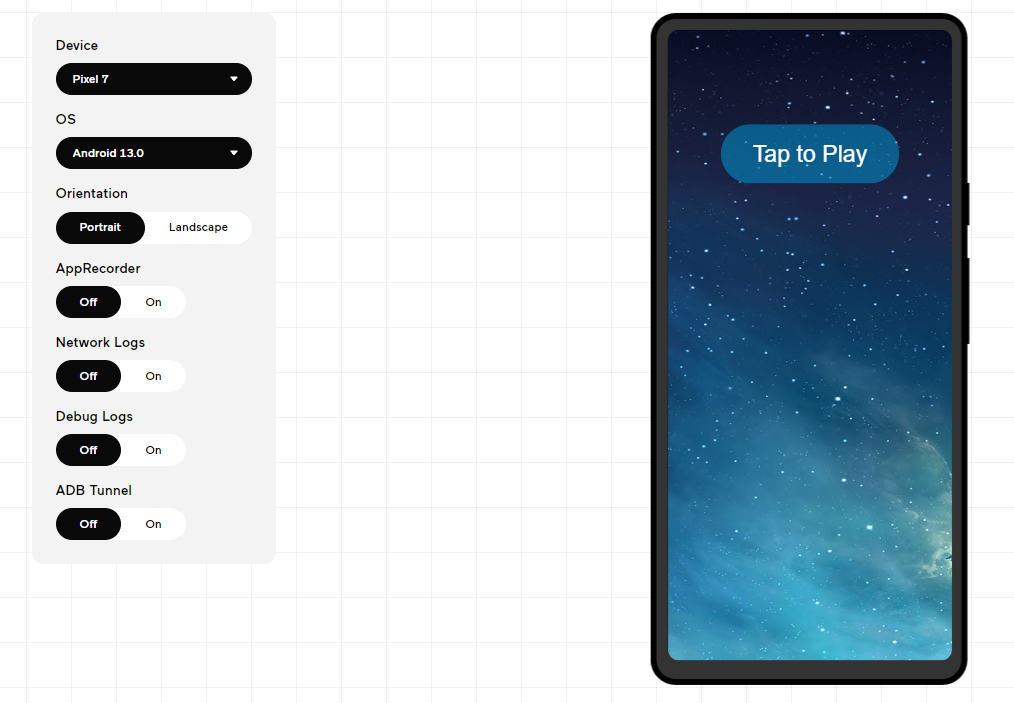 Device
Pixel 7
OS
Android 13.0
Orientation
Portrait Landscape
AppRecorder
Off On
Network Logs
Off On
Debug Logs
Off On
ADB Tunnel
Off On
Tap to Play